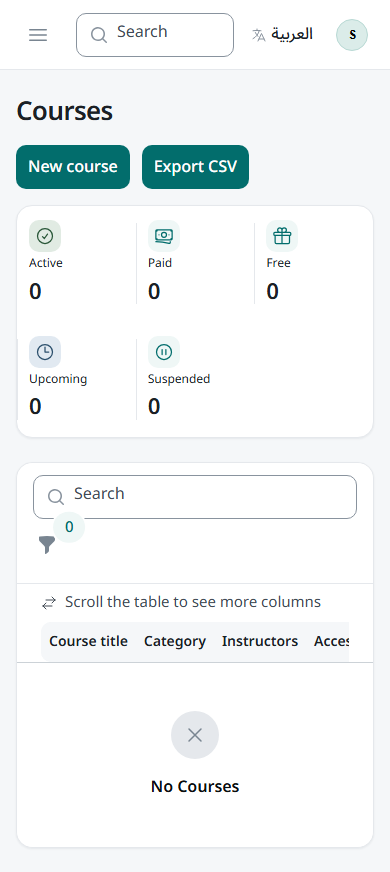 Search
العربية
S
Courses
New course
Export CSV
Active
Paid
Free
0
0
0
Upcoming
Suspended
0
0
Search
0
Scroll the table to see more columns
Course title
Category
Instructors
Acces
No Courses